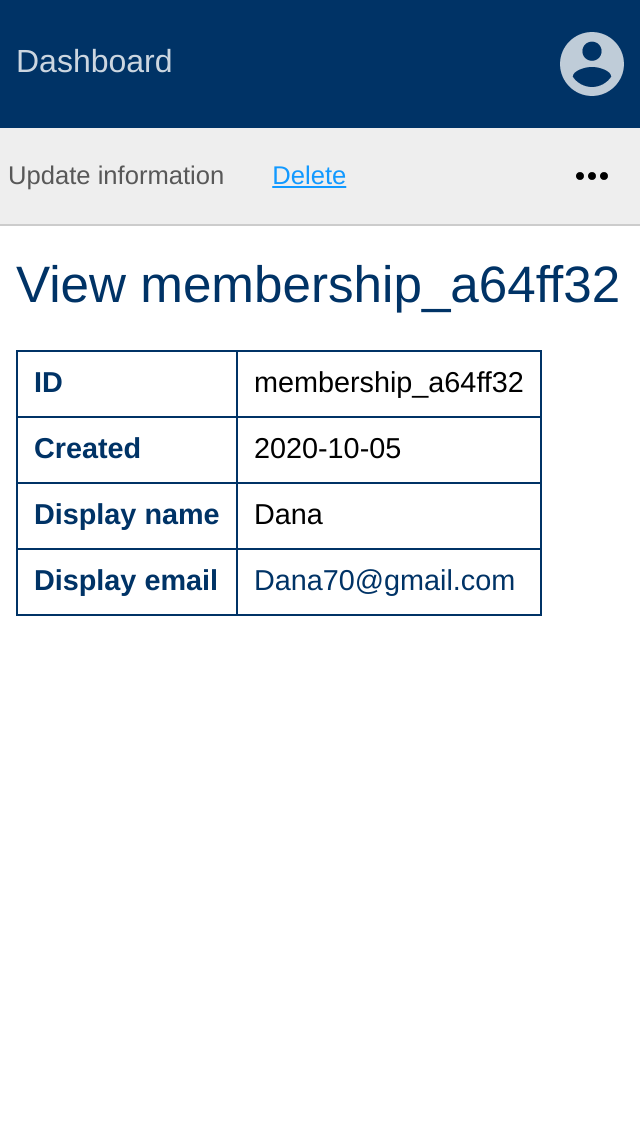 Dashboard
Update information Delete •••
View membership_a64ff32
ID membership_a64ff32
Created 2020-10-05
Display name Dana
Display email Dana70@gmail.com